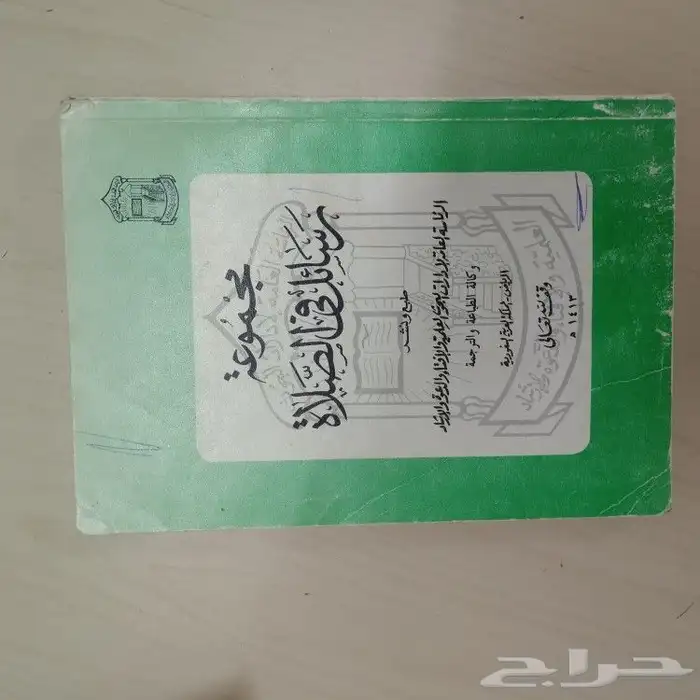 مجموعة
رسائل في الصلاة
طبع ونشر
الرئاسة العامة لإدارات البحوث العلمية والإفتاء والدعوة والإرشاد
وكالة الطباعة والترجمة
الرياض - المملكة العربية السعودية
وقف لله تعالى
١٤١٣ هـ
حراج